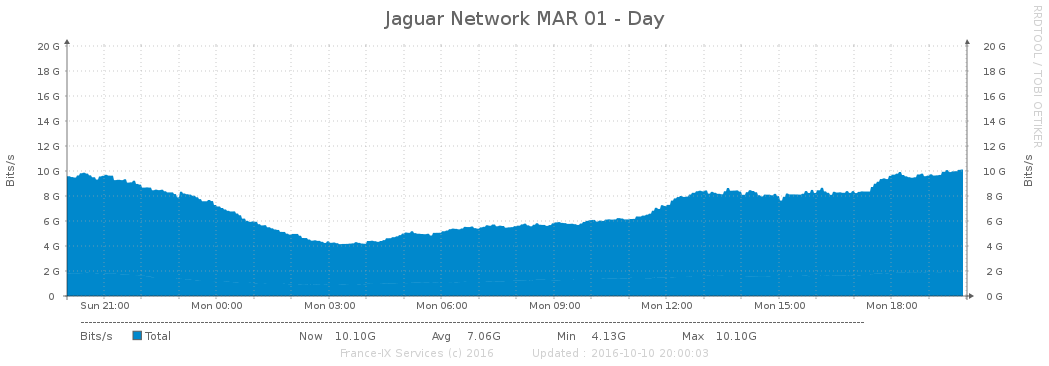 Jaguar Network MAR 01 - Day
RRDTOOL / TOBI OETIKER
Bits/s
20 G 20 G
18 G 18 G
16 G 16 G
14 G 14 G
12 G 12 G
10 G 10 G
8 G 8 G
6 G 6 G
4 G 4 G
2 G 2 G
0 0 G
Bits/s
Sun 21:00 Mon 00:00 Mon 03:00 Mon 06:00 Mon 09:00 Mon 12:00 Mon 15:00 Mon 18:00
Bits/s Total Now 10.10G Avg 7.06G Min 4.13G Max 10.10G
France-IX Services (c) 2016 Updated : 2016-10-10 20:00:03